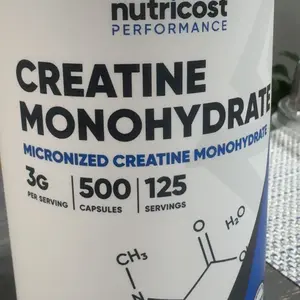 nutricost
PERFORMANCE
CREATINE
MONOHYDRATE
MICRONIZED CREATINE MONOHYDRATE
3G 500 125
PER SERVING CAPSULES SERVINGS
H₂O
O
CH₃
N